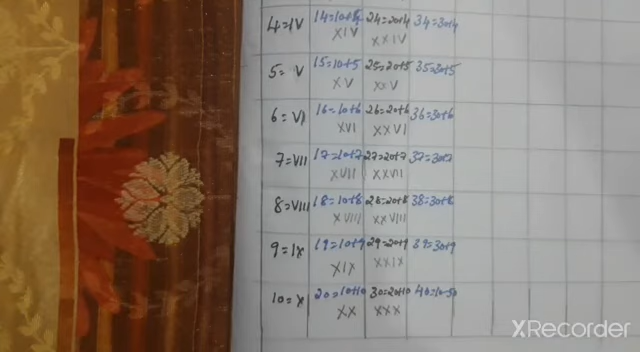 4=IV 14=10+4 24=20+4 34=30+4
XIV XXIV
5= V 15=10+5 25=20+5 35=30+5
XV XXV
6=VI 16=10+6 26=20+6 36=30+6
XVI XXVI
7=VII 17=10+7 27=20+7 37=30+7
XVII XXVII
8=VIII 18=10+8 28=20+8 38=30+8
XVIII XXVIII
9=IX 19=10+9 29=20+9 39=30+9
XIX XXIX
10=X 20=10+10 30=20+10 40=10-50
XX XXX
XRecorder